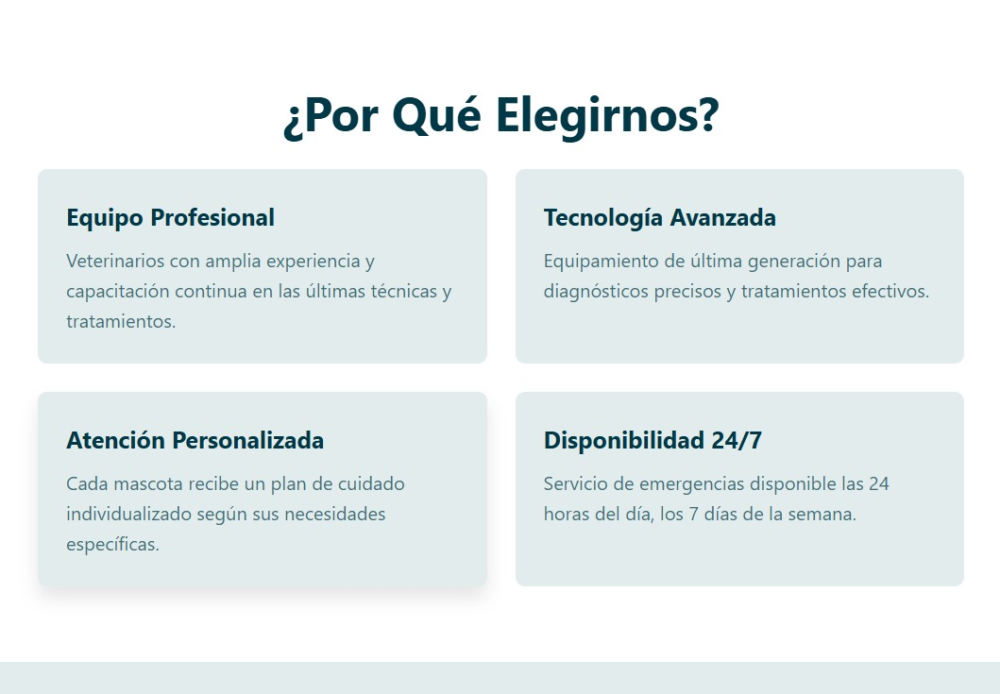 ¿Por Qué Elegirnos?
Equipo Profesional
Veterinarios con amplia experiencia y
capacitación continua en las últimas técnicas y
tratamientos.
Tecnología Avanzada
Equipamiento de última generación para
diagnósticos precisos y tratamientos efectivos.
Atención Personalizada
Cada mascota recibe un plan de cuidado
individualizado según sus necesidades
específicas.
Disponibilidad 24/7
Servicio de emergencias disponible las 24
horas del día, los 7 días de la semana.